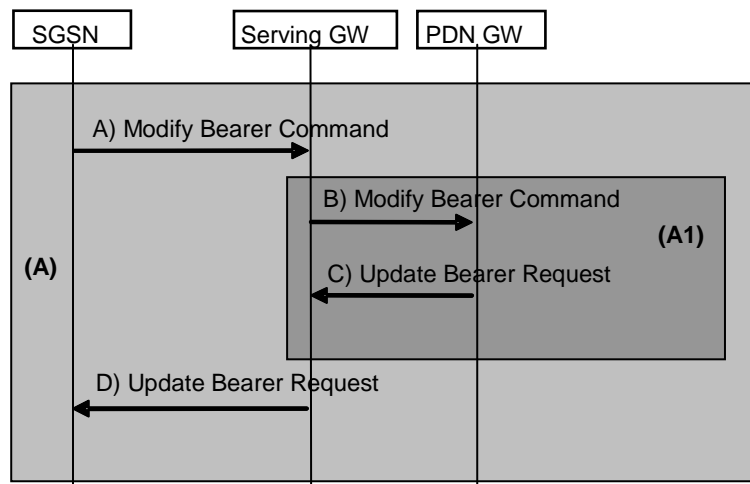 SGSN
Serving GW
PDN GW
A) Modify Bearer Command
B) Modify Bearer Command
(A1)
(A)
C) Update Bearer Request
D) Update Bearer Request